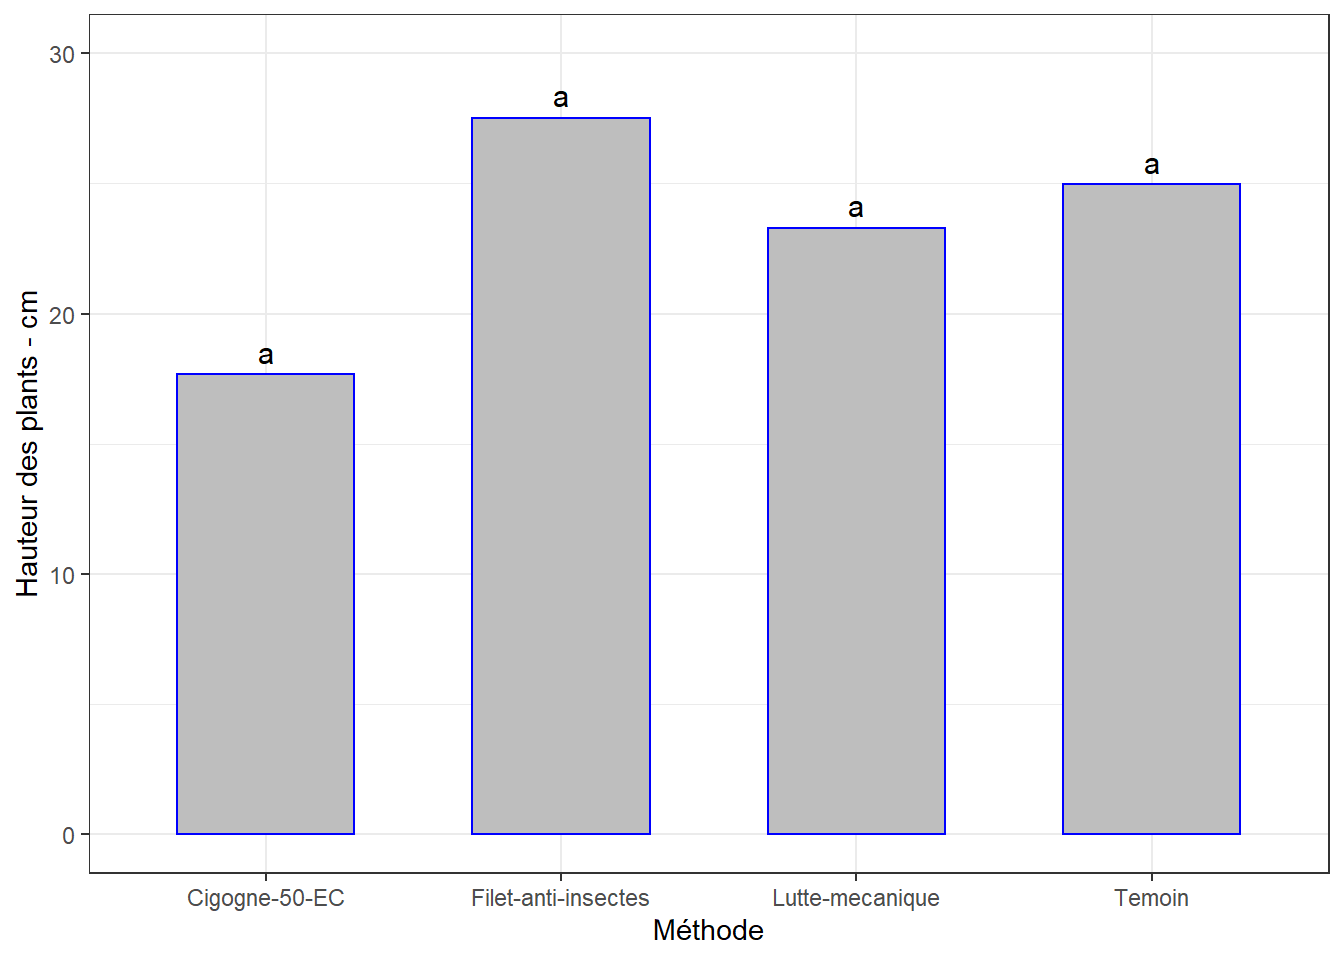 Hauteur des plants - cm
30
20
10
0
a
a
a
a
Cigogne-50-EC
Filet-anti-insectes
Lutte-mecanique
Temoin
Méthode